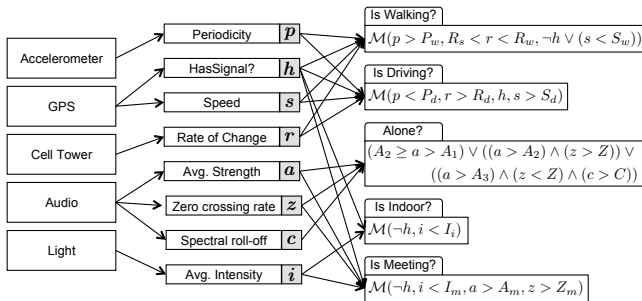 Accelerometer
GPS
Cell Tower
Audio
Light
Periodicity p
HasSignal? h
Speed s
Rate of Change r
Avg. Strength a
Zero crossing rate z
Spectral roll-off c
Avg. Intensity i
Is Walking?
ℳ(p > P_w, R_s < r < R_w, ¬h ∨ (s < S_w))
Is Driving?
ℳ(p < P_d, r > R_d, h, s > S_d)
Alone?
(A_2 ≥ a > A_1) ∨ ((a > A_2) ∧ (z > Z)) ∨
((a > A_3) ∧ (z < Z) ∧ (c > C))
Is Indoor?
ℳ(¬h, i < I_i)
Is Meeting?
ℳ(¬h, i < I_m, a > A_m, z > Z_m)